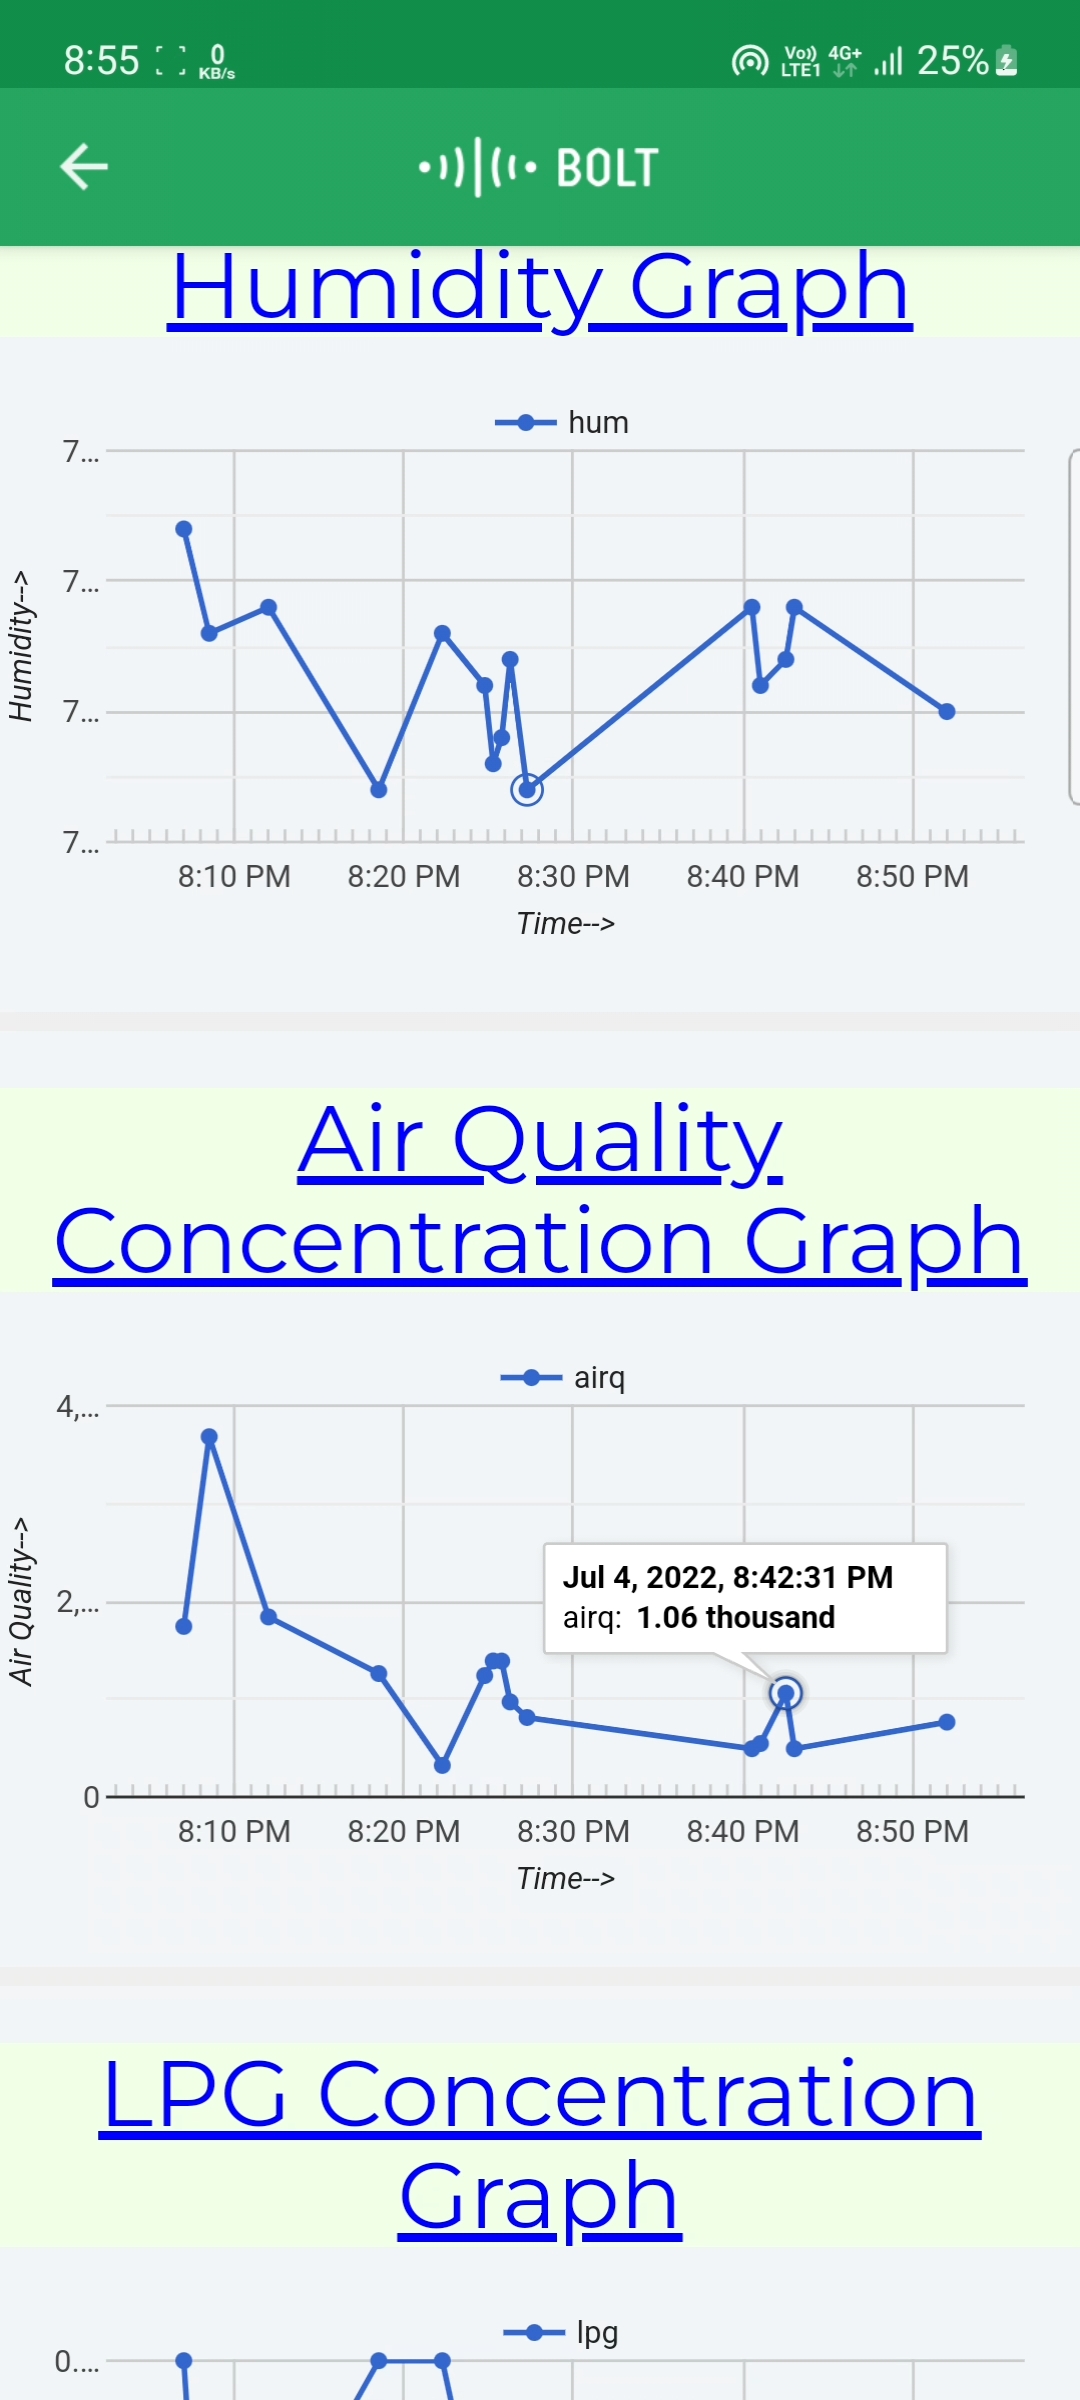 8:55 0 KB/s Vo)) LTE1 4G+ 25%
BOLT
Humidity Graph
hum
7...
7...
7...
7...
Humidity-->
8:10 PM 8:20 PM 8:30 PM 8:40 PM 8:50 PM
Time-->
Air Quality
Concentration Graph
airq
4,...
2,...
0
Air Quality-->
Jul 4, 2022, 8:42:31 PM
airq: 1.06 thousand
8:10 PM 8:20 PM 8:30 PM 8:40 PM 8:50 PM
Time-->
LPG Concentration
Graph
lpg
0....